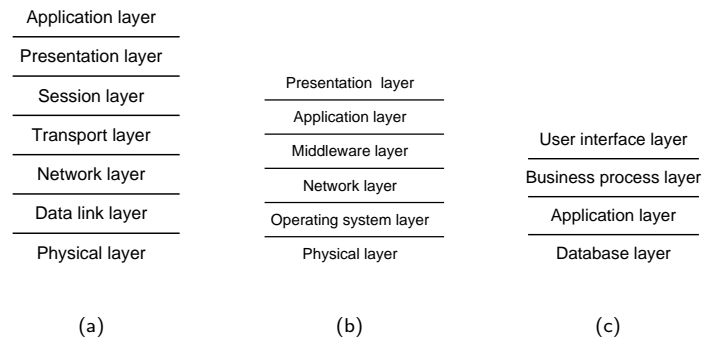 Application layer
Presentation layer
Session layer
Transport layer
Network layer
Data link layer
Physical layer
(a)
Presentation layer
Application layer
Middleware layer
Network layer
Operating system layer
Physical layer
(b)
User interface layer
Business process layer
Application layer
Database layer
(c)